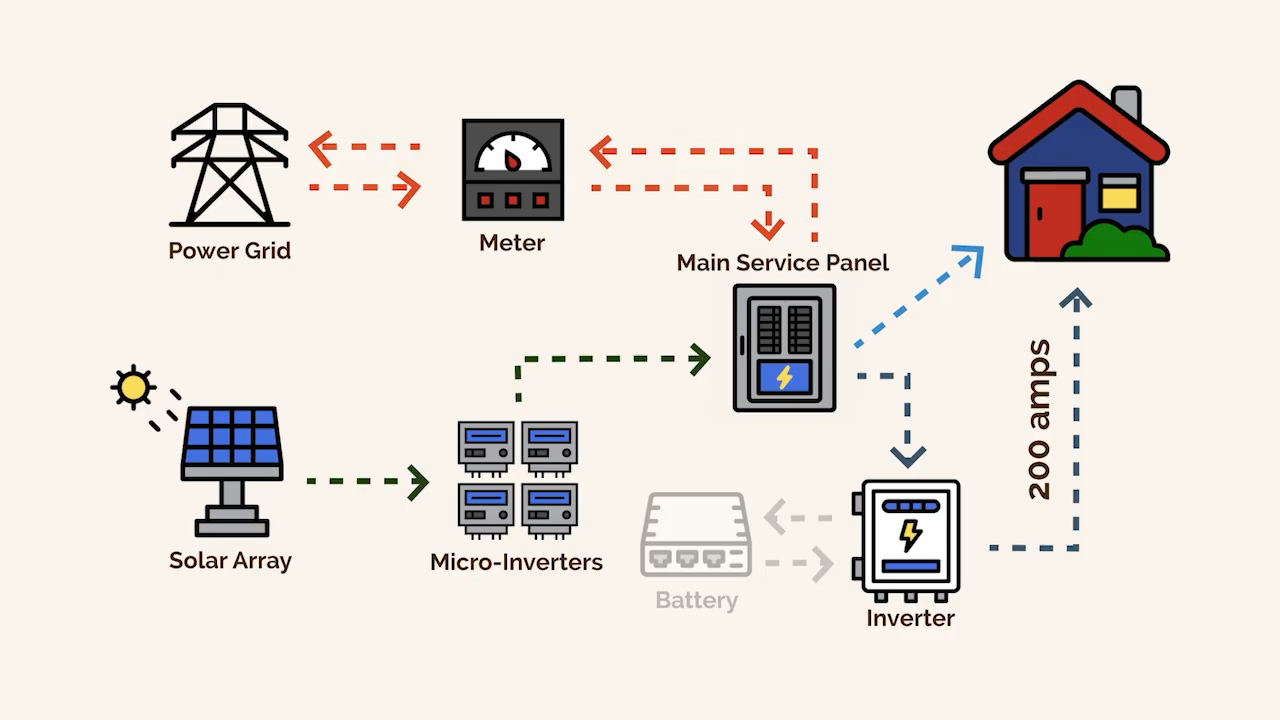 Power Grid
Meter
Main Service Panel
200 amps
Solar Array
Micro-Inverters
Battery
Inverter